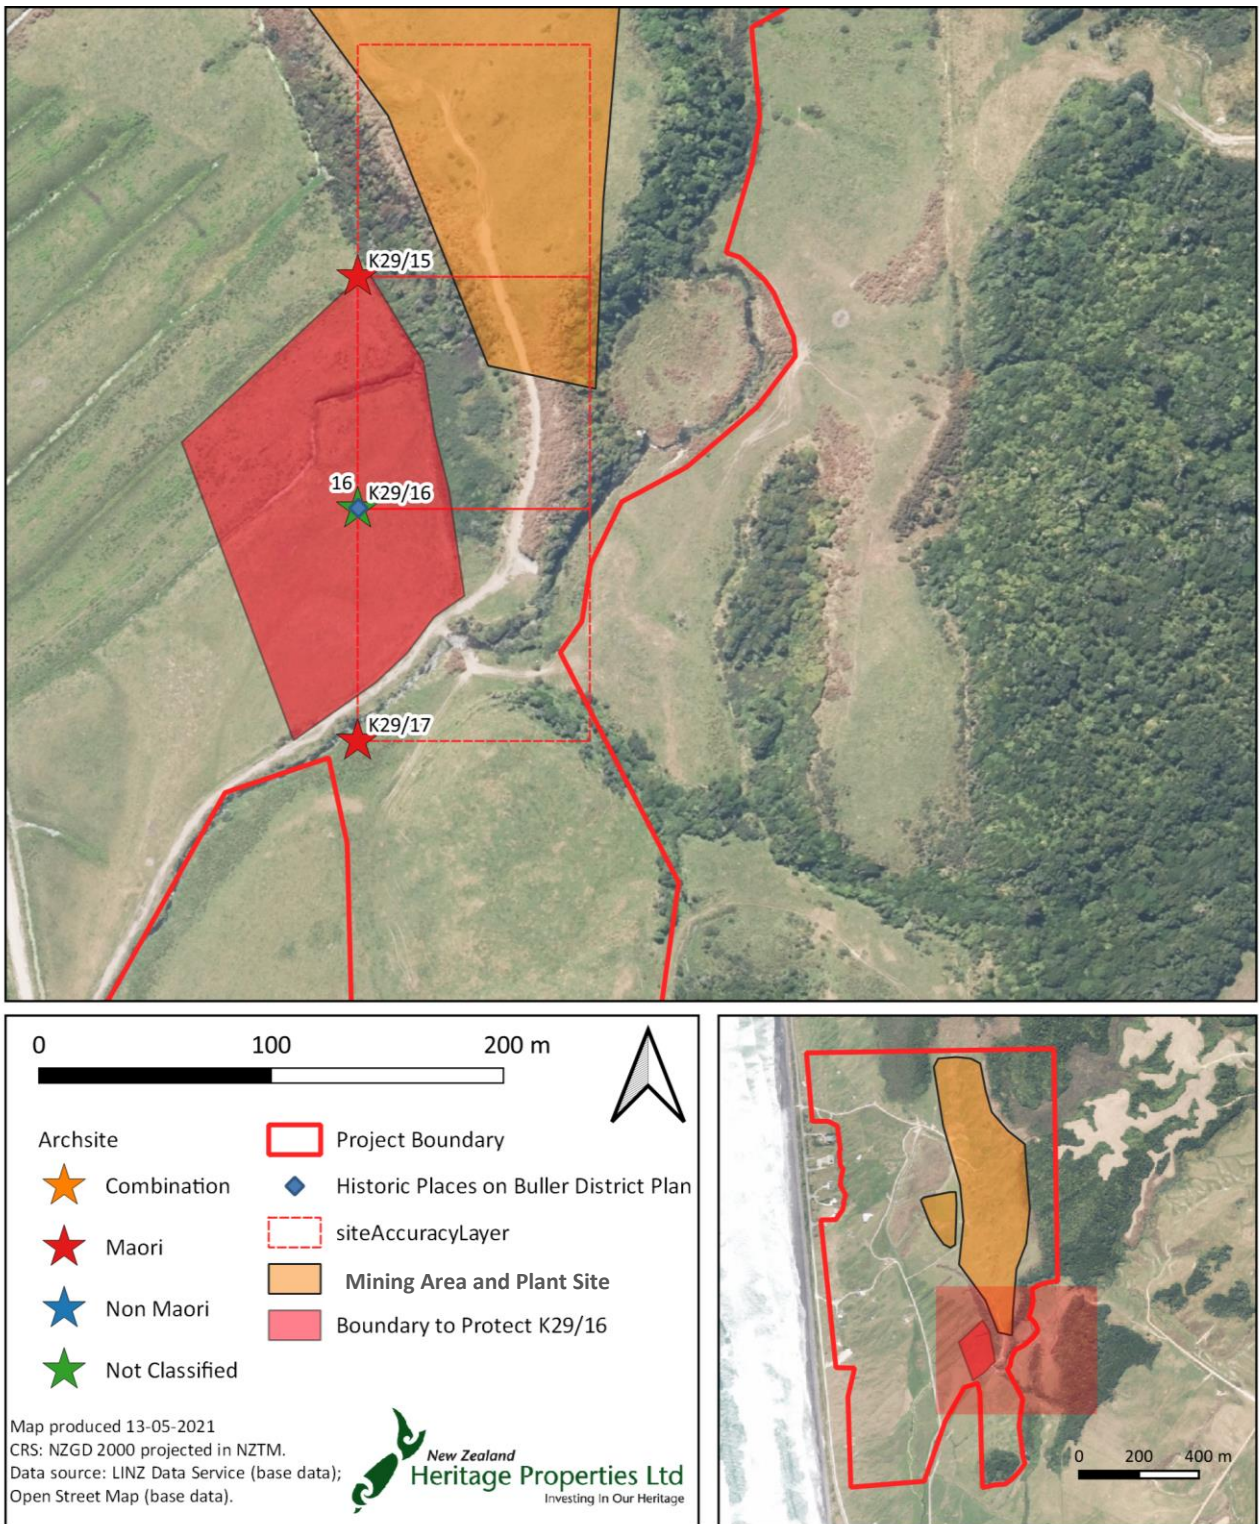 K29/15
16
K29/16
K29/17
0 100 200 m
Archsite
Combination
Maori
Non Maori
Not Classified
Project Boundary
Historic Places on Buller District Plan
siteAccuracyLayer
Mining Area and Plant Site
Boundary to Protect K29/16
Map produced 13-05-2021
CRS: NZGD 2000 projected in NZTM.
Data source: LINZ Data Service (base data);
Open Street Map (base data).
New Zealand
Heritage Properties Ltd
Investing In Our Heritage
0 200 400 m